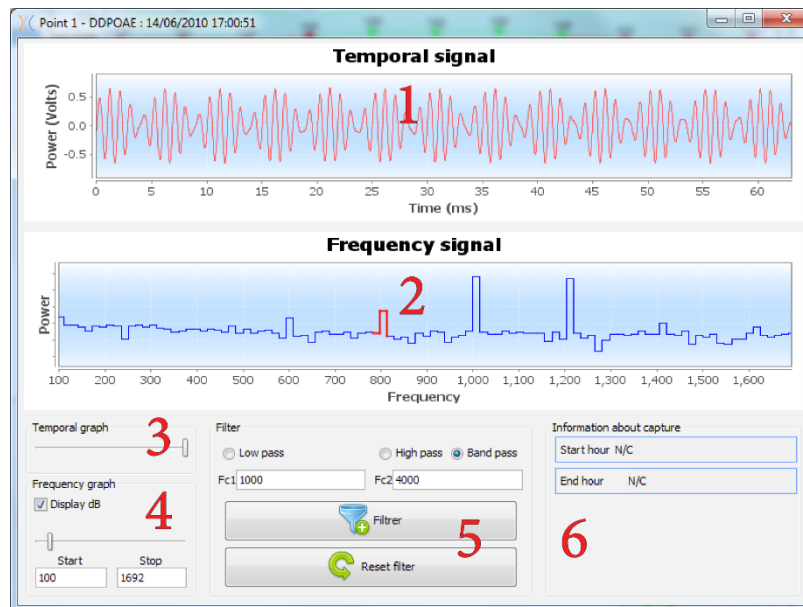 Point 1 - DDPOAE : 14/06/2010 17:00:51
Temporal signal
1
Power (Volts)
0.5
0.0
-0.5
0 5 10 15 20 25 30 35 40 45 50 55 60
Time (ms)
Frequency signal
2
Power
100 200 300 400 500 600 700 800 900 1,000 1,100 1,200 1,300 1,400 1,500 1,600
Frequency
Temporal graph
3
Frequency graph
Display dB
4
Start Stop
100 1692
Filter
Low pass High pass Band pass
Fc1 1000 Fc2 4000
Filtrer
5
Reset filter
Information about capture
Start hour N/C
End hour N/C
6